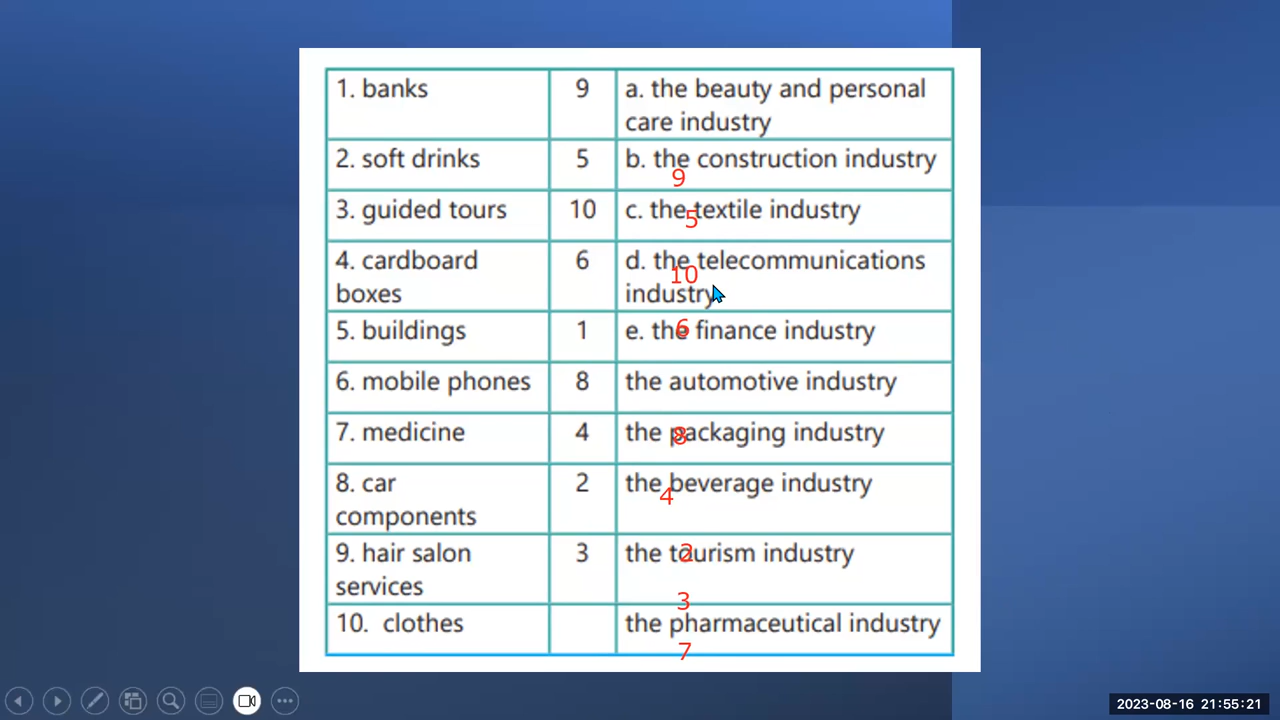 1. banks 9 a. the beauty and personal
care industry
2. soft drinks 5 b. the construction industry
9
3. guided tours 10 c. the textile industry
5
4. cardboard 6 d. the telecommunications
10
boxes industry
5. buildings 1 e. the finance industry
6
6. mobile phones 8 the automotive industry
7. medicine 4 the packaging industry
8
8. car 2 the beverage industry
4
components
9. hair salon 3 the tourism industry
2
services
3
10. clothes the pharmaceutical industry
7
2023-08-16 21:55:21